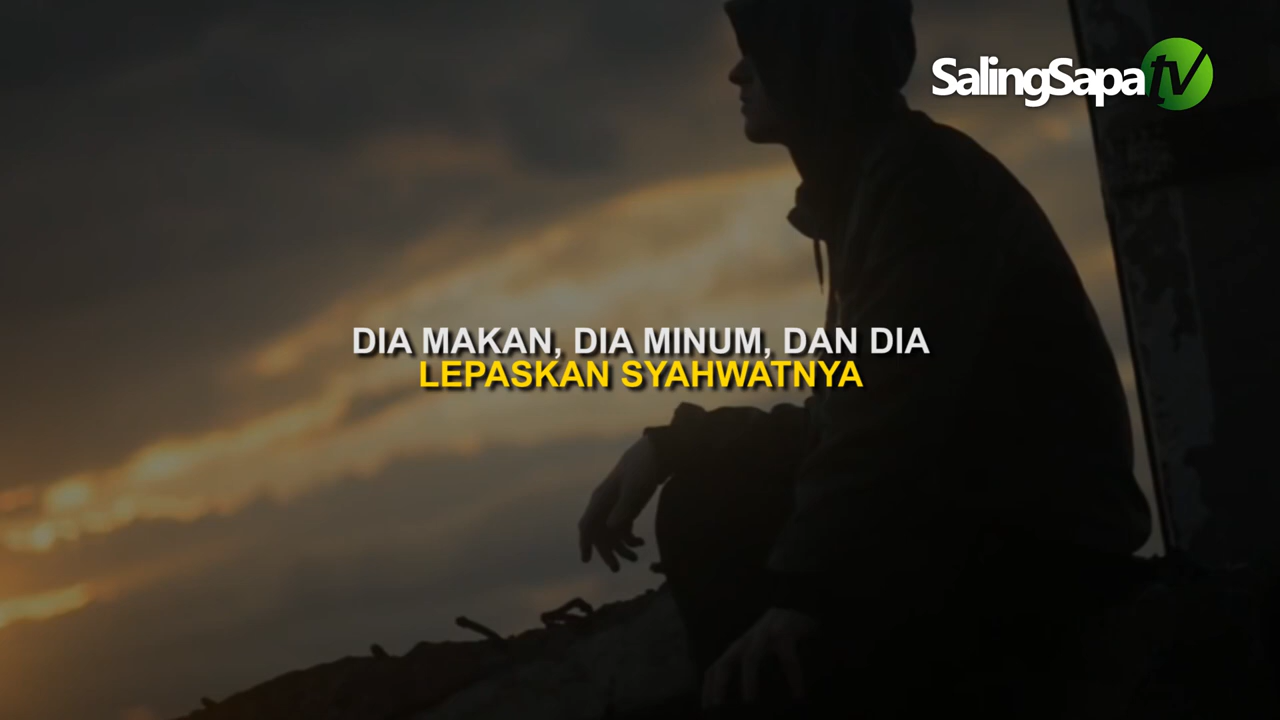 SalingSapa tv
DIA MAKAN, DIA MINUM, DAN DIA
LEPASKAN SYAHWATNYA